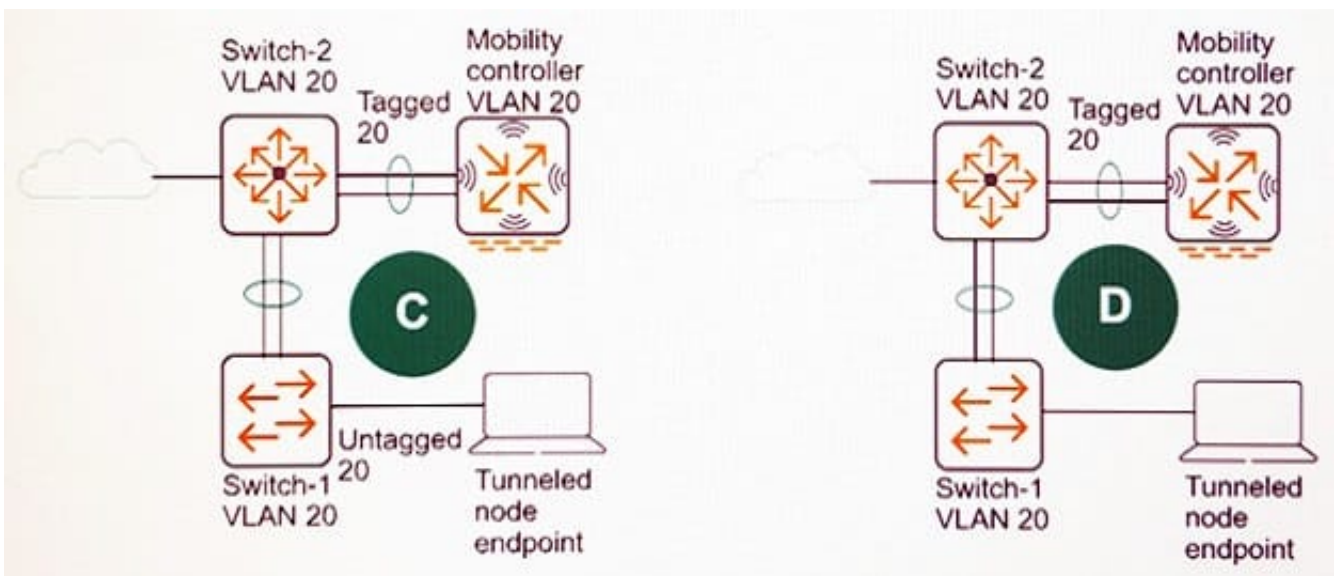 Switch-2
VLAN 20
Tagged
20
Mobility
controller
VLAN 20
C
Untagged
20
Switch-1
VLAN 20
Tunneled
node
endpoint
Switch-2
VLAN 20
Tagged
20
Mobility
controller
VLAN 20
D
Switch-1
VLAN 20
Tunneled
node
endpoint